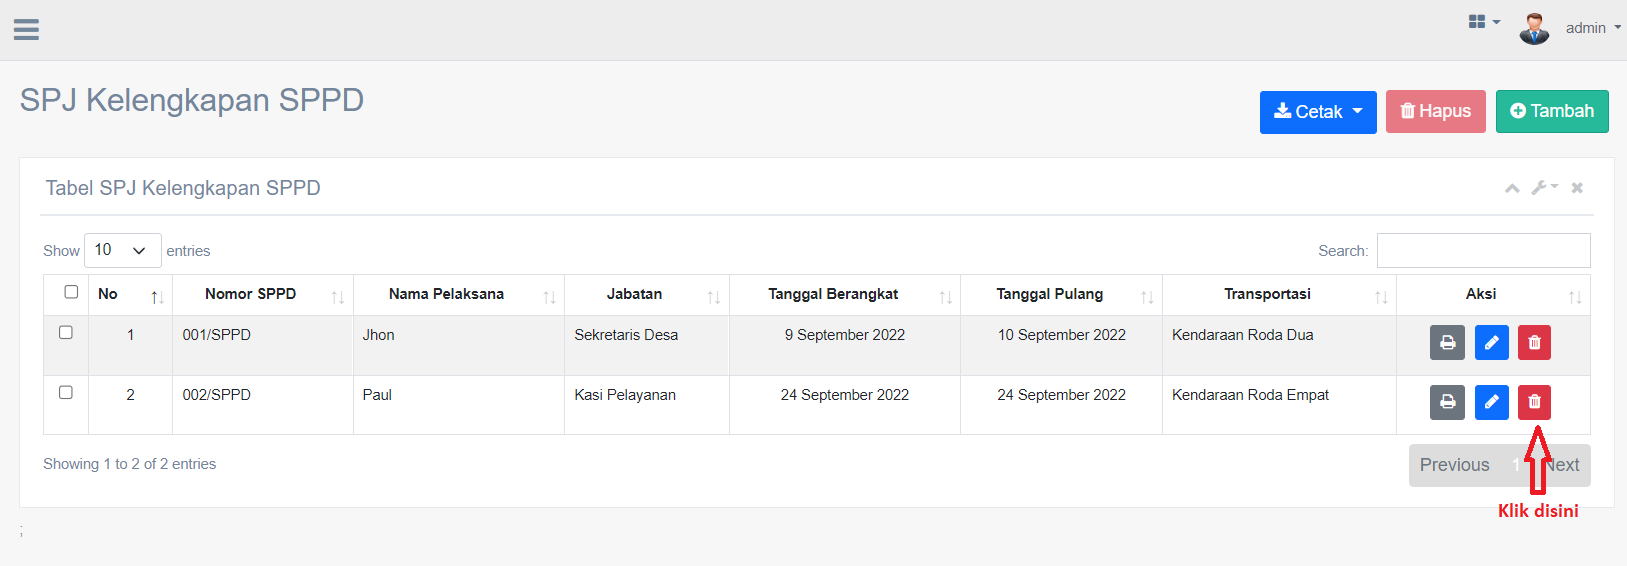 admin
SPJ Kelengkapan SPPD
Cetak Hapus Tambah
Tabel SPJ Kelengkapan SPPD
Show 10 entries Search:
No Nomor SPPD Nama Pelaksana Jabatan Tanggal Berangkat Tanggal Pulang Transportasi Aksi
1 001/SPPD Jhon Sekretaris Desa 9 September 2022 10 September 2022 Kendaraan Roda Dua
2 002/SPPD Paul Kasi Pelayanan 24 September 2022 24 September 2022 Kendaraan Roda Empat
Showing 1 to 2 of 2 entries Previous 1 Next
Klik disini
;